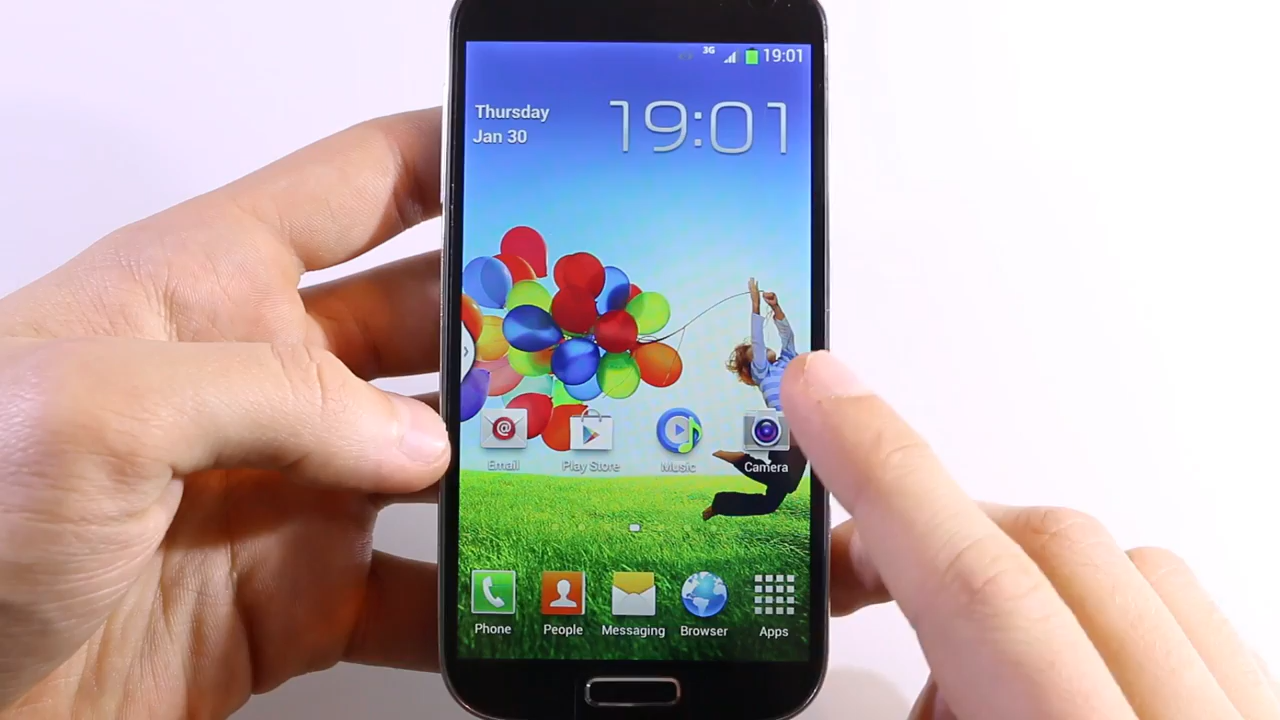 3G 19:01
Thursday 19:01
Jan 30
@
Email Play Store Music Camera
Phone People Messaging Browser Apps